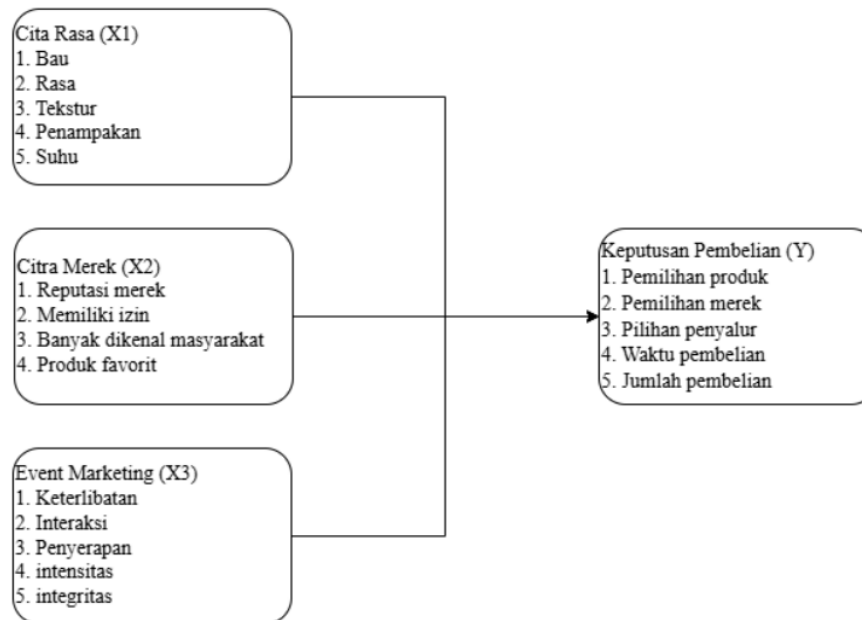 Cita Rasa (X1)
1. Bau
2. Rasa
3. Tekstur
4. Penampakan
5. Suhu
Citra Merek (X2)
1. Reputasi merek
2. Memiliki izin
3. Banyak dikenal masyarakat
4. Produk favorit
Event Marketing (X3)
1. Keterlibatan
2. Interaksi
3. Penyerapan
4. intensitas
5. integritas
Keputusan Pembelian (Y)
1. Pemilihan produk
2. Pemilihan merek
3. Pilihan penyalur
4. Waktu pembelian
5. Jumlah pembelian